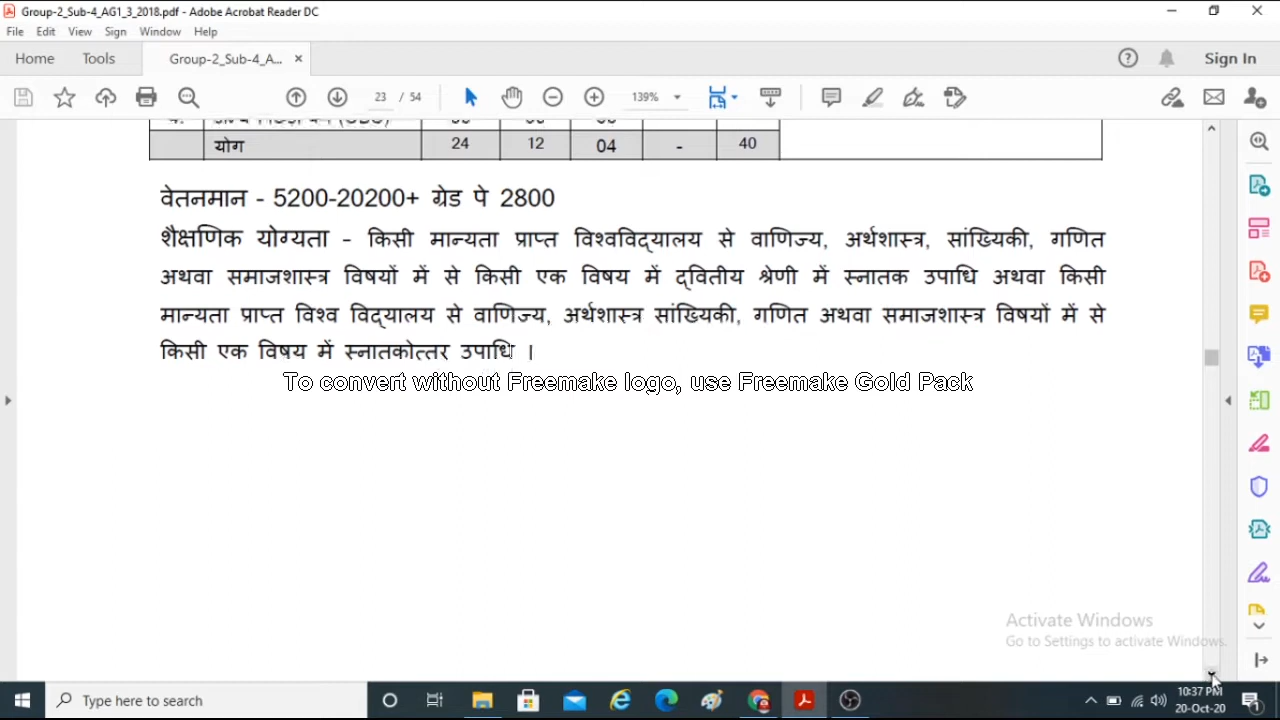 Group-2_Sub-4_AG1_3_2018.pdf - Adobe Acrobat Reader DC
File Edit View Sign Window Help
Home Tools Group-2_Sub-4_A... × Sign In
23 / 54 139%
4. (OBC)
योग 24 12 04 - 40
वेतनमान - 5200-20200+ ग्रेड पे 2800
शैक्षणिक योग्यता – किसी मान्यता प्राप्त विश्वविद्यालय से वाणिज्य, अर्थशास्त्र, सांख्यिकी, गणित
अथवा समाजशास्त्र विषयों में से किसी एक विषय में द्वितीय श्रेणी में स्नातक उपाधि अथवा किसी
मान्यता प्राप्त विश्व विद्यालय से वाणिज्य, अर्थशास्त्र सांख्यिकी, गणित अथवा समाजशास्त्र विषयों में से
किसी एक विषय में स्नातकोत्तर उपाधि ।
To convert without Freemake logo, use Freemake Gold Pack
Activate Windows
Go to Settings to activate Windows.
Type here to search
10:37 PM
20-Oct-20